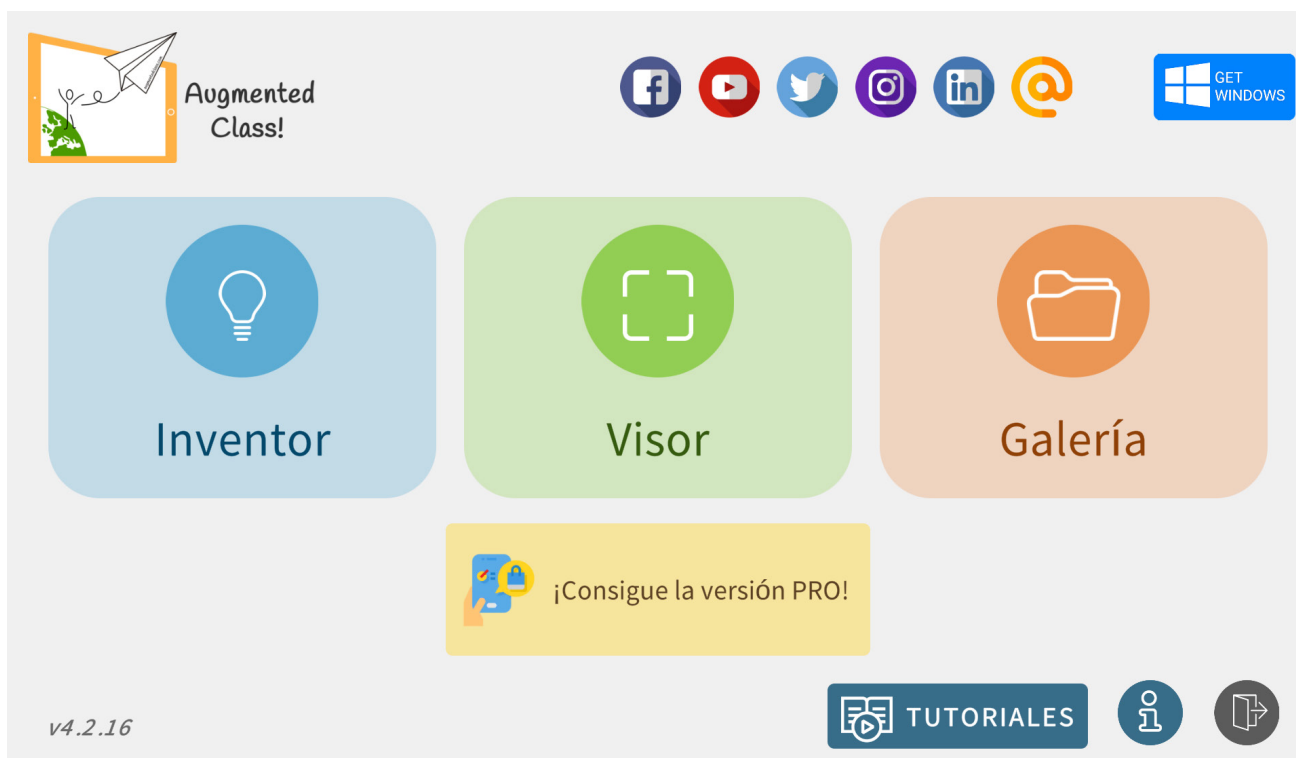 Augmented
Class!
GET
WINDOWS
Inventor
Visor
Galería
¡Consigue la versión PRO!
v4.2.16
TUTORIALES